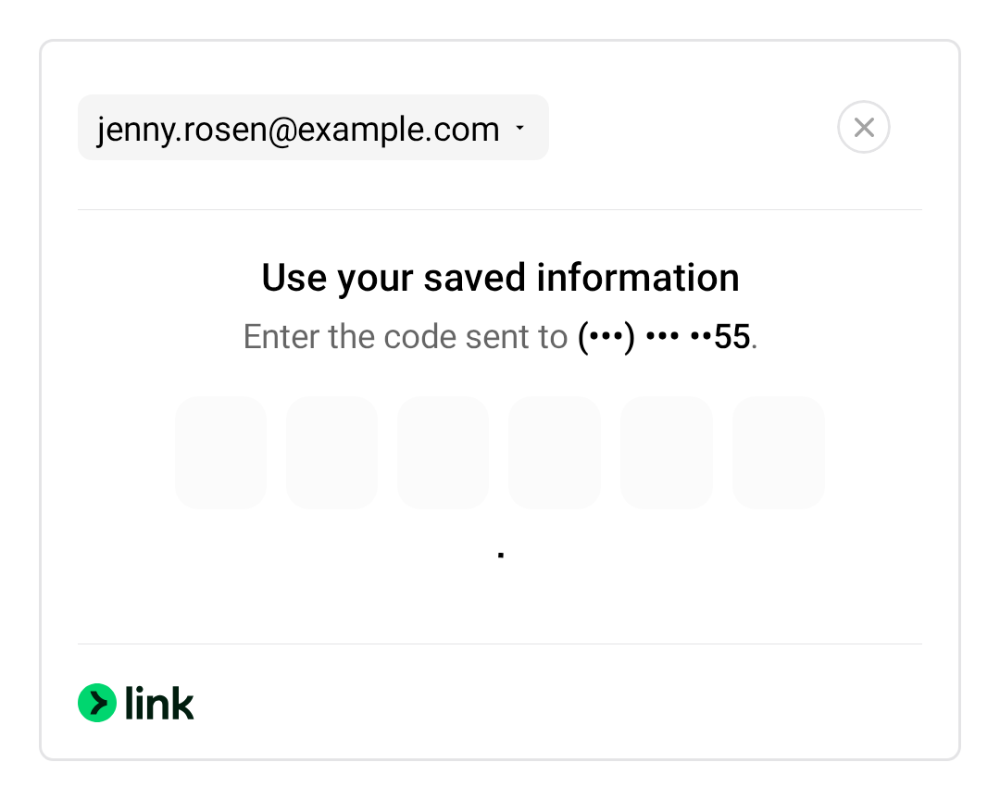 jenny.rosen@example.com
Use your saved information
Enter the code sent to (•••) ••• ••55.
.
link